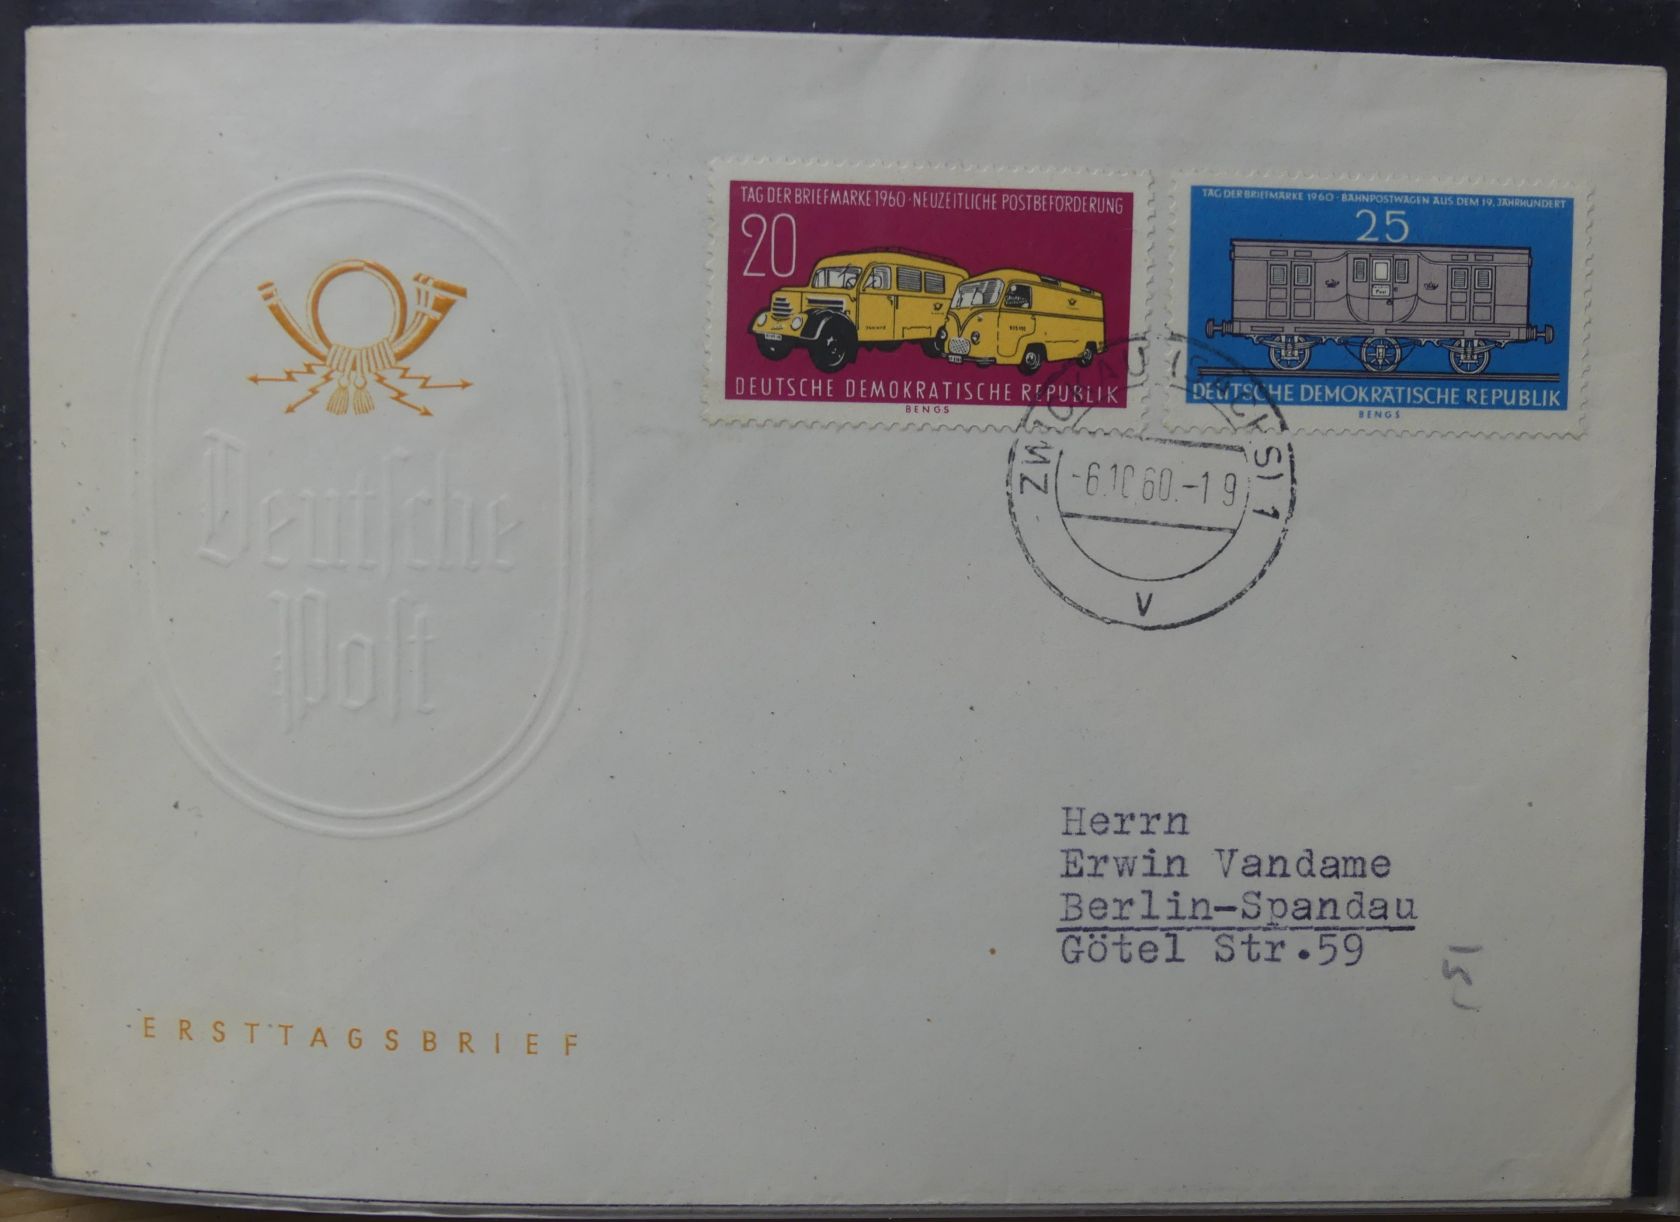 TAG DER BRIEFMARKE 1960 · NEUZEITLICHE POSTBEFÖRDERUNG
20
DEUTSCHE DEMOKRATISCHE REPUBLIK
BENGS
TAG DER BRIEFMARKE 1960 · BAHNPOSTWAGEN AUS DEM 19. JAHRHUNDERT
25
Post
DEUTSCHE DEMOKRATISCHE REPUBLIK
BENGS
-6.10.60.-19
V
Deutsche
Post
Herrn
Erwin Vandame
Berlin-Spandau
Götel Str.59
ERSTTAGSBRIEF